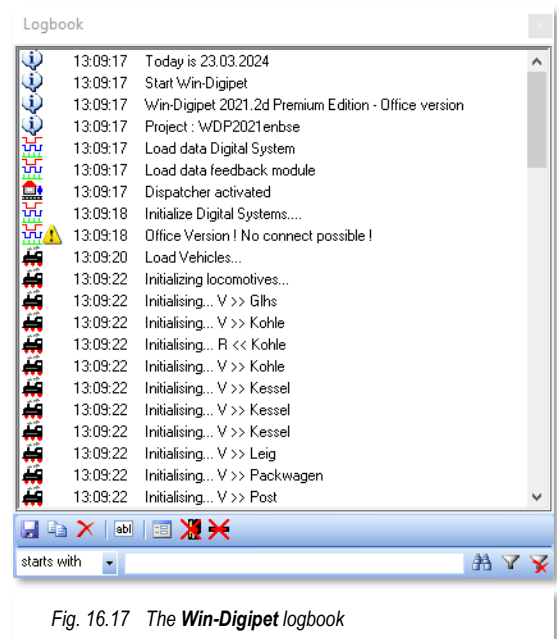 Logbook
13:09:17 Today is 23.03.2024
13:09:17 Start Win-Digipet
13:09:17 Win-Digipet 2021.2d Premium Edition - Office version
13:09:17 Project : WDP2021enbse
13:09:17 Load data Digital System
13:09:17 Load data feedback module
13:09:17 Dispatcher activated
13:09:18 Initialize Digital Systems....
13:09:18 Office Version ! No connect possible !
13:09:20 Load Vehicles...
13:09:22 Initializing locomotives...
13:09:22 Initialising... V >> Glhs
13:09:22 Initialising... V >> Kohle
13:09:22 Initialising... R << Kohle
13:09:22 Initialising... V >> Kohle
13:09:22 Initialising... V >> Kessel
13:09:22 Initialising... V >> Kessel
13:09:22 Initialising... V >> Kessel
13:09:22 Initialising... V >> Leig
13:09:22 Initialising... V >> Packwagen
13:09:22 Initialising... V >> Post
abl
starts with
Fig. 16.17 The Win-Digipet logbook